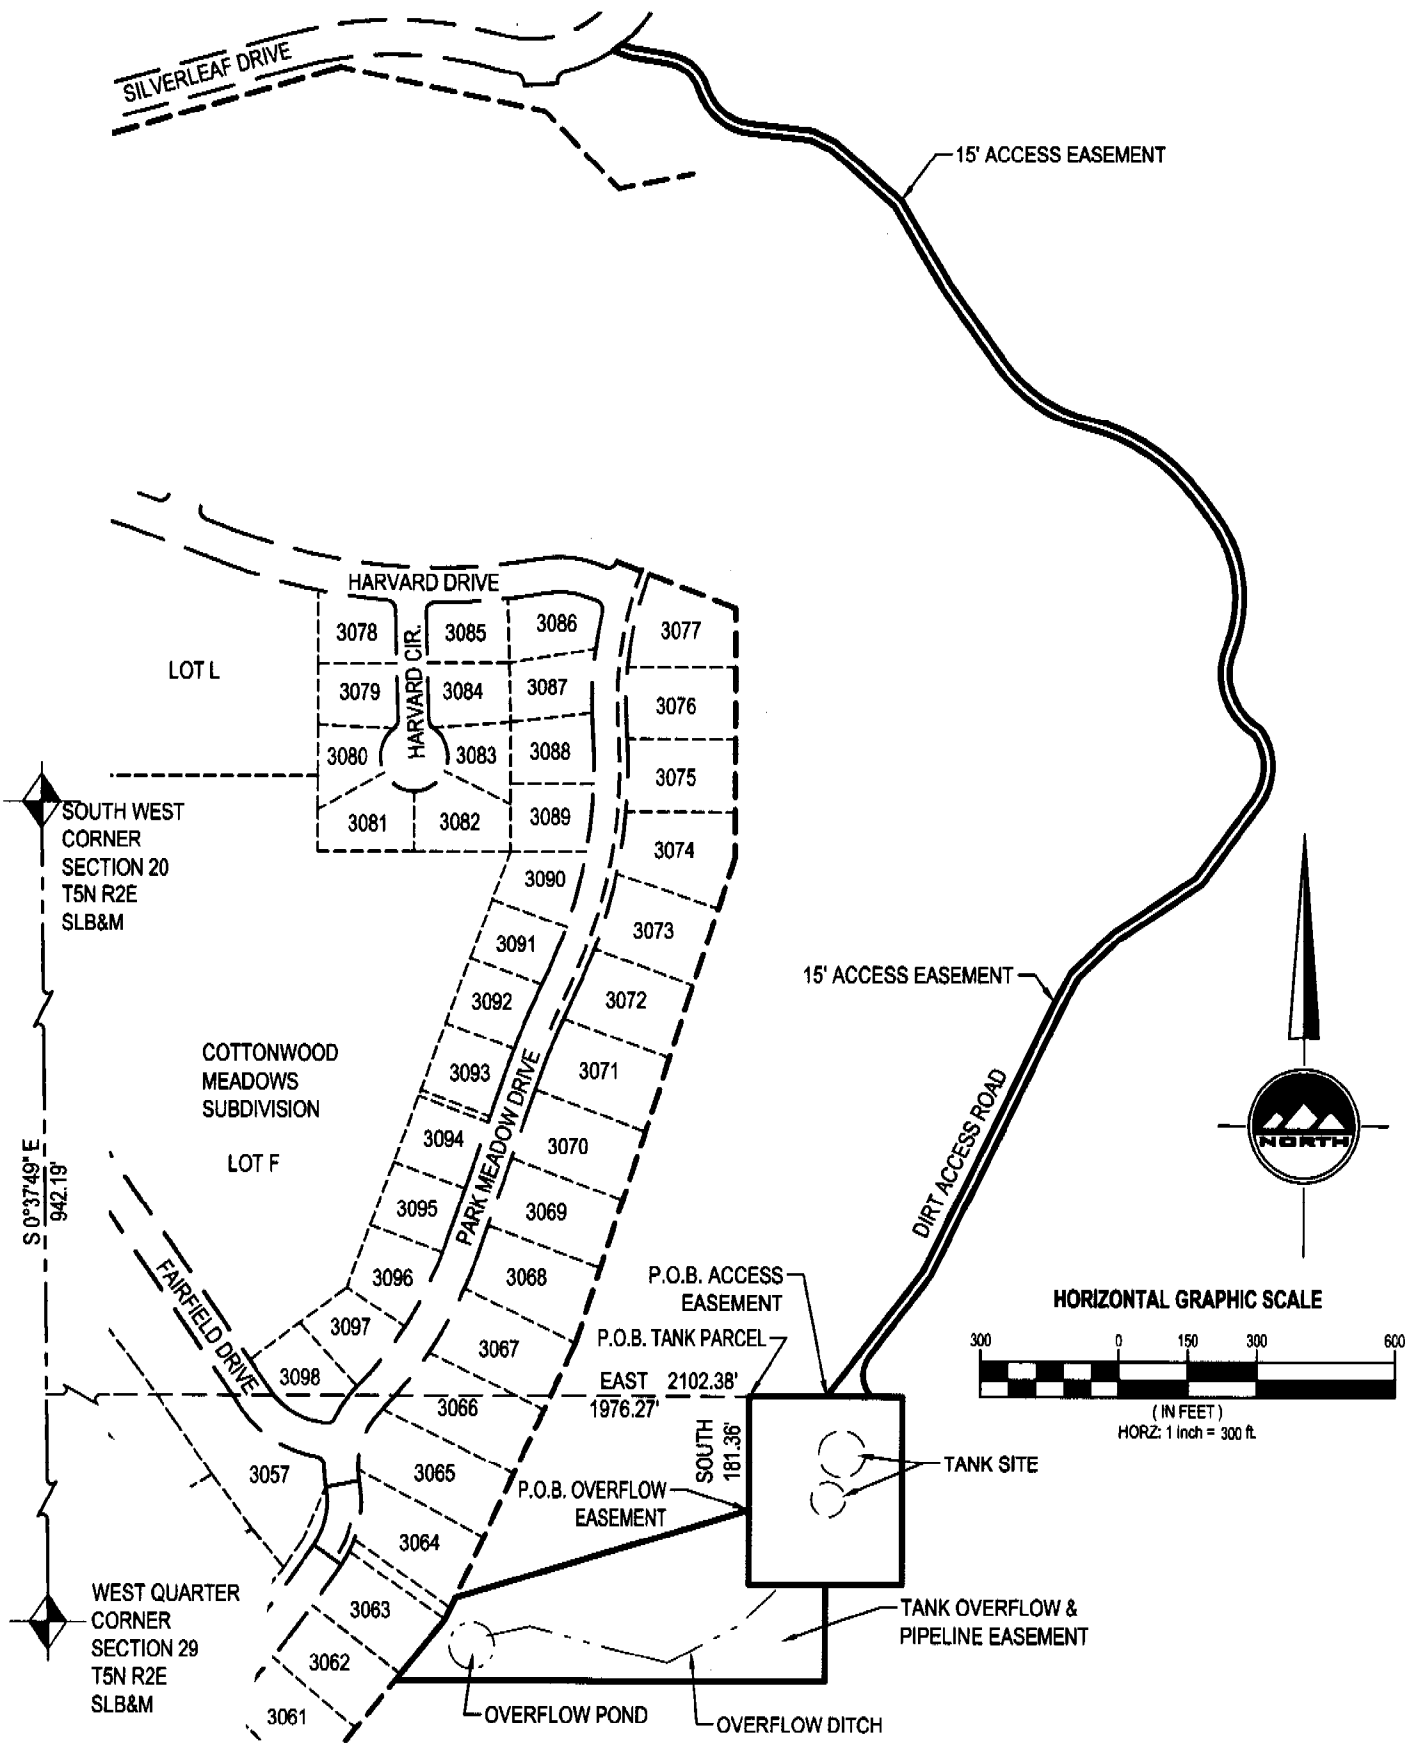 SILVERLEAF DRIVE
15' ACCESS EASEMENT
HARVARD DRIVE
3078
3085
3086
3077
HARVARD CIR.
LOT L
3079
3084
3087
3076
3080
3083
3088
3075
3081
3082
3089
3074
SOUTH WEST
CORNER
SECTION 20
T5N R2E
SLB&M
3090
3091
3073
3092
3072
15' ACCESS EASEMENT
COTTONWOOD
MEADOWS
SUBDIVISION
LOT F
3093
3071
3094
3070
PARK MEADOW DRIVE
3095
3069
3096
3068
3097
3067
3098
3066
DIRT ACCESS ROAD
NORTH
S 0°37'49" E
942.19'
FAIRFIELD DRIVE
P.O.B. ACCESS
EASEMENT
P.O.B. TANK PARCEL
EAST 2102.38'
1976.27'
HORIZONTAL GRAPHIC SCALE
300 0 150 300 600
( IN FEET )
HORZ: 1 inch = 300 ft.
SOUTH
181.36'
TANK SITE
3057
3065
P.O.B. OVERFLOW
EASEMENT
3064
3063
3062
3061
WEST QUARTER
CORNER
SECTION 29
T5N R2E
SLB&M
TANK OVERFLOW &
PIPELINE EASEMENT
OVERFLOW POND
OVERFLOW DITCH